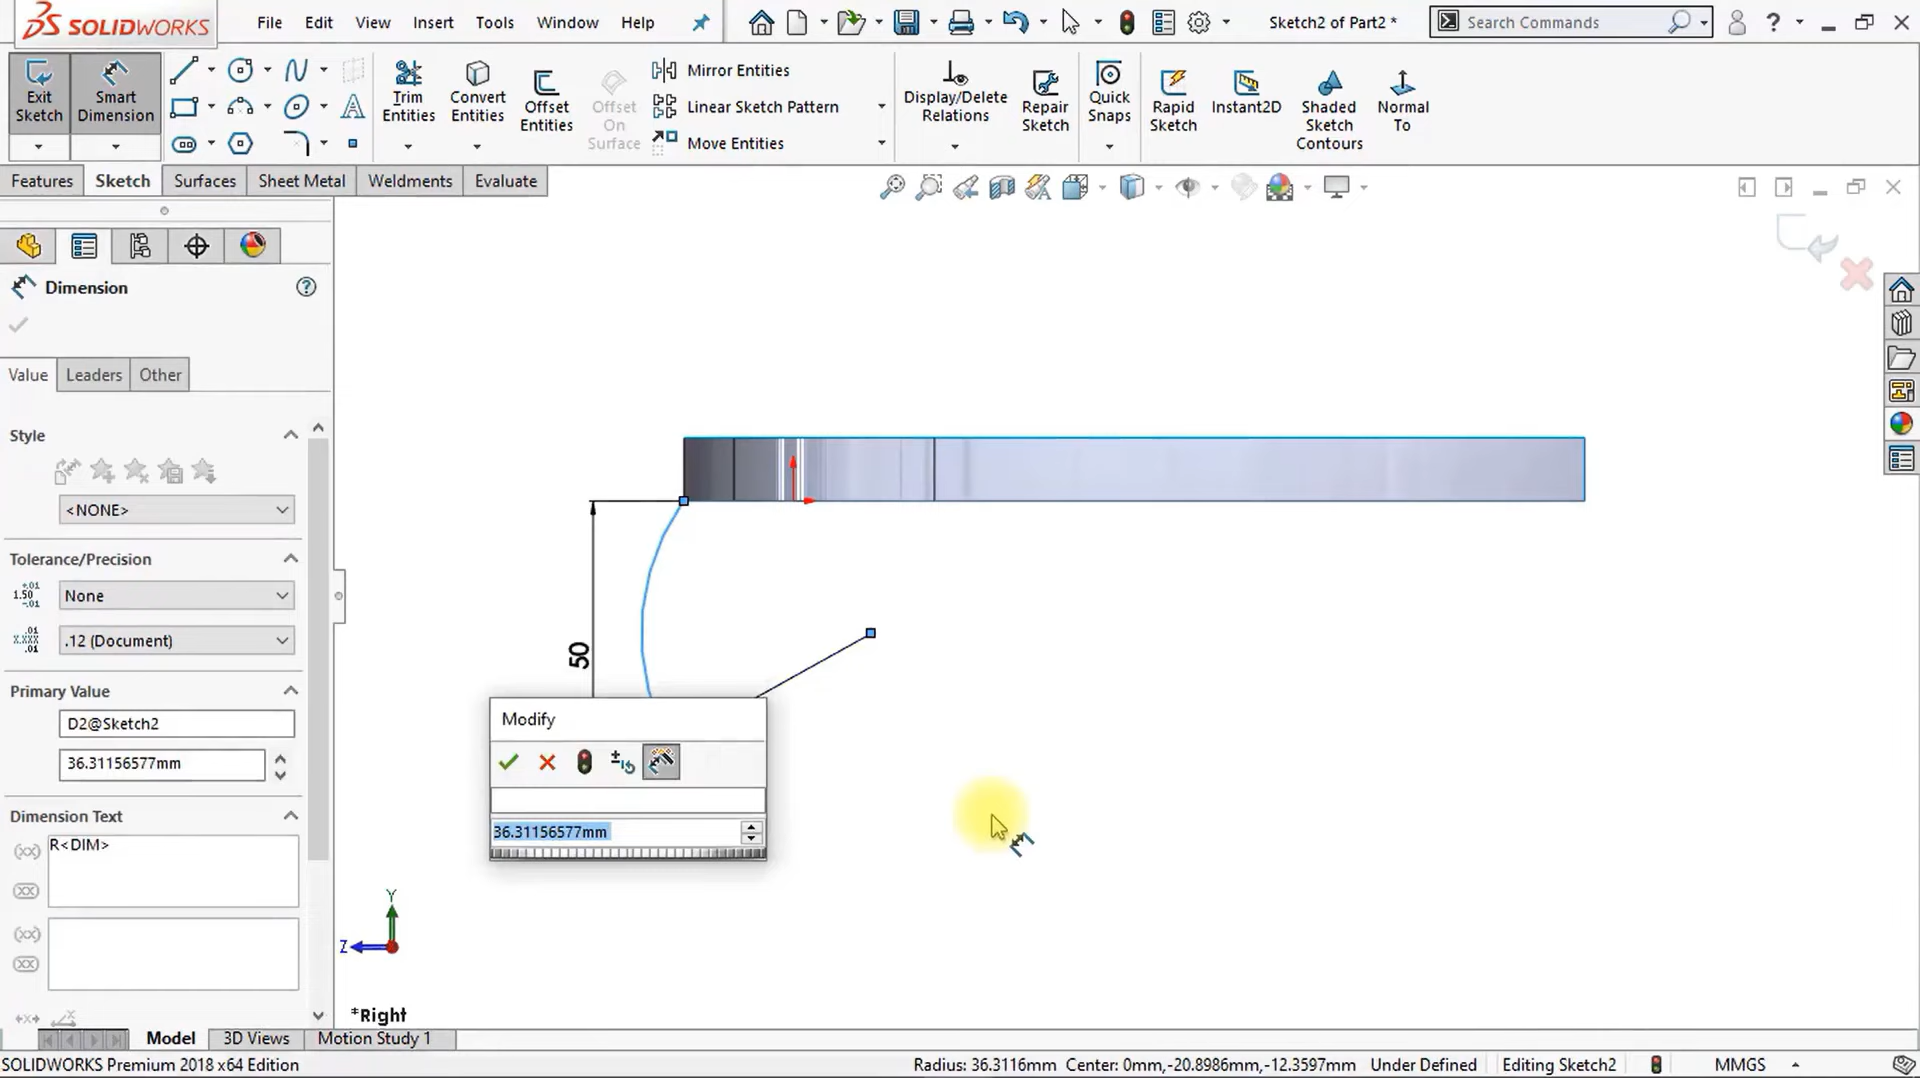 SOLIDWORKS
File Edit View Insert Tools Window Help
Sketch2 of Part2 *
Search Commands
?
Exit Sketch
Smart Dimension
Trim Entities
Convert Entities
Offset Entities
Offset On Surface
Mirror Entities
Linear Sketch Pattern
Move Entities
Display/Delete Relations
Repair Sketch
Quick Snaps
Rapid Sketch
Instant2D
Shaded Sketch Contours
Normal To
Features Sketch Surfaces Sheet Metal Weldments Evaluate
Dimension
?
Value Leaders Other
Style
<NONE>
Tolerance/Precision
None
.12 (Document)
Primary Value
D2@Sketch2
36.31156577mm
Dimension Text
R<DIM>
50
Modify
36.31156577mm
Y
Z
*Right
Model 3D Views Motion Study 1
SOLIDWORKS Premium 2018 x64 Edition
Radius: 36.3116mm Center: 0mm,-20.8986mm,-12.3597mm Under Defined Editing Sketch2 MMGS